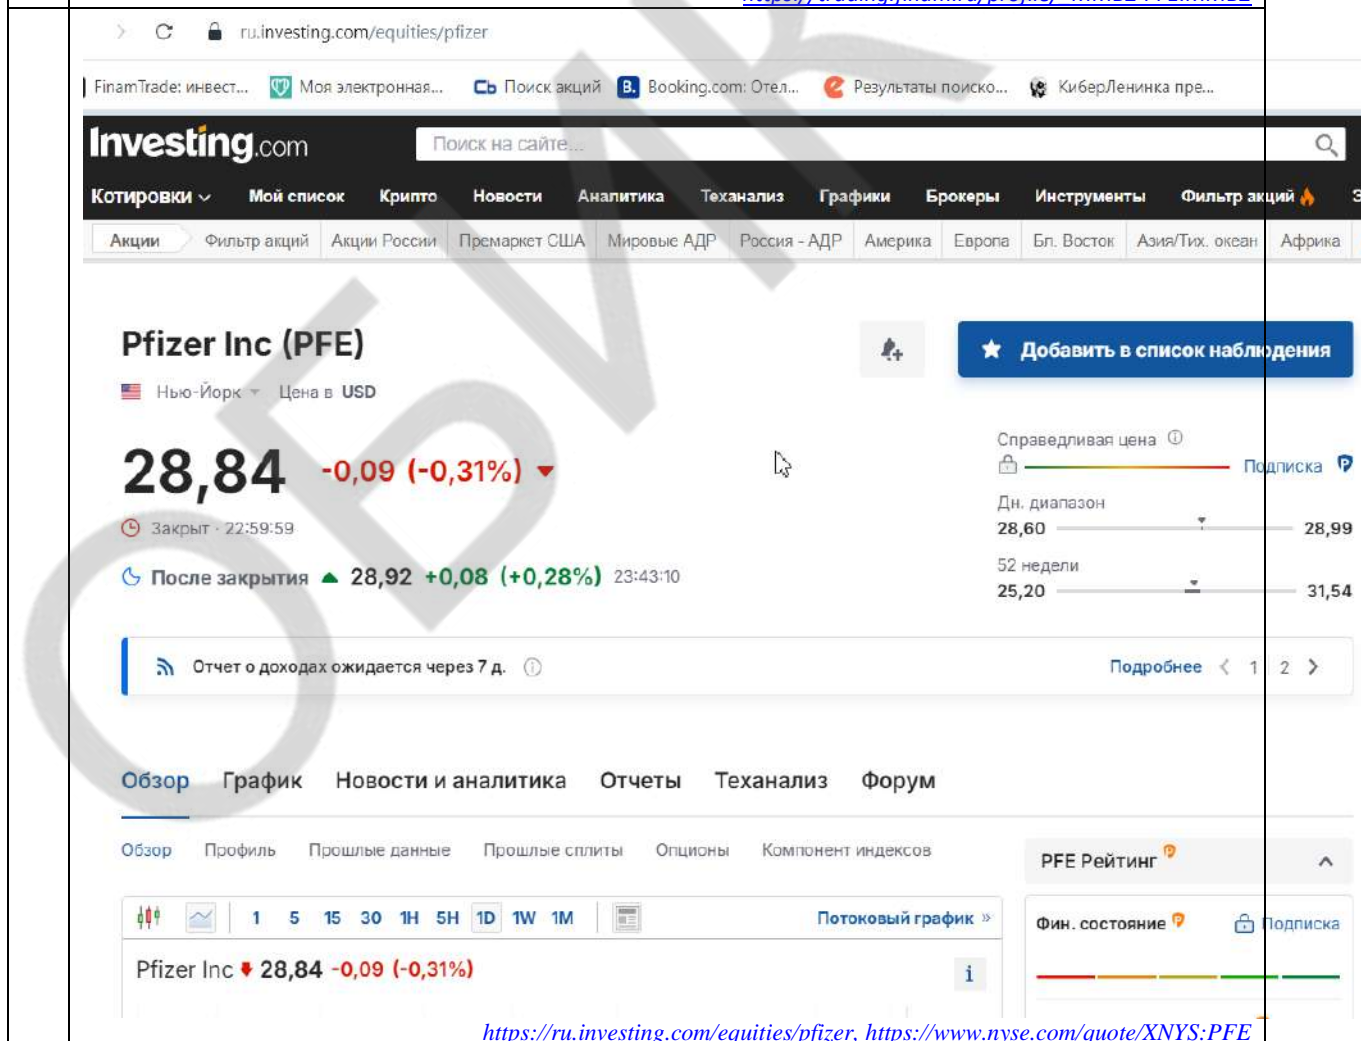 https://trading.finam.ru/profile/
ru.investing.com/equities/pfizer
FinamTrade: инвест... Моя электронная... Сь Поиск акций B. Booking.com: Отел... Результаты поиско... КиберЛенинка пре...
Investing.com Поиск на сайте...
Котировки Мой список Крипто Новости Аналитика Теханализ Графики Брокеры Инструменты Фильтр акций
Акции Фильтр акций Акции России Премаркет США Мировые АДР Россия - АДР Америка Европа Бл. Восток Азия/Тих. океан Африка
Pfizer Inc (PFE) Добавить в список наблюдения
Нью-Йорк Цена в USD
28,84 -0,09 (-0,31%)
Справедливая цена
Подписка
Дн. диапазон
28,60 28,99
Закрыт · 22:59:59
После закрытия 28,92 +0,08 (+0,28%) 23:43:10
52 недели
25,20 31,54
Отчет о доходах ожидается через 7 д. Подробнее 1 2
Обзор График Новости и аналитика Отчеты Теханализ Форум
Обзор Профиль Прошлые данные Прошлые сплиты Опционы Компонент индексов
PFE Рейтинг
1 5 15 30 1H 5H 1D 1W 1M Потоковый график »
Фин. состояние Подписка
Pfizer Inc 28,84 -0,09 (-0,31%)
https://ru.investing.com/equities/pfizer, https://www.nyse.com/quote/XNYS:PFE
ОБИК